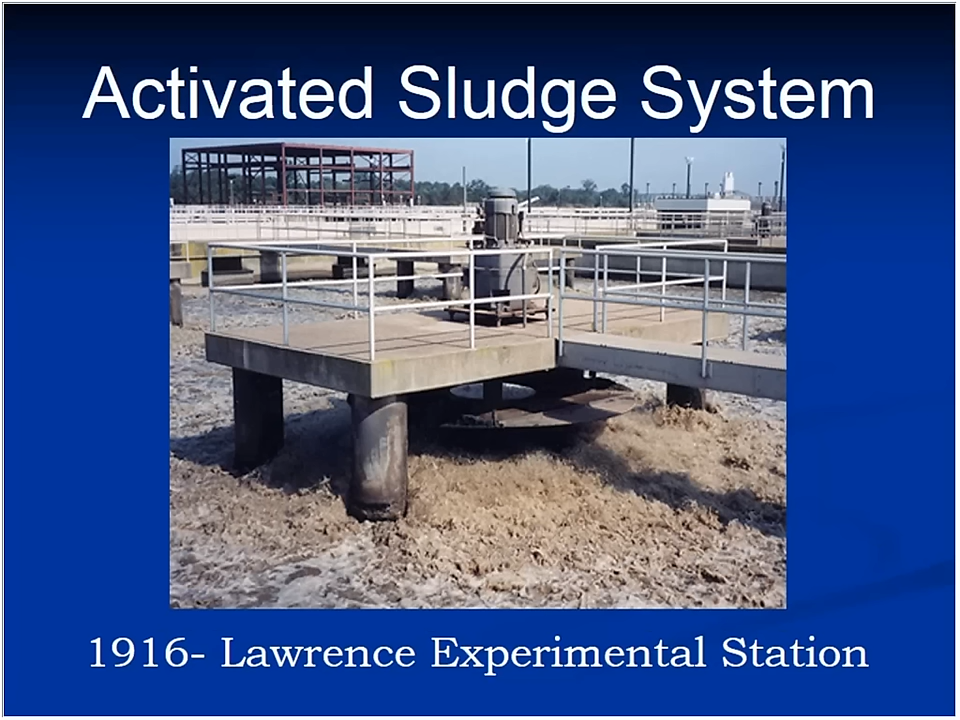 Activated Sludge System
1916- Lawrence Experimental Station